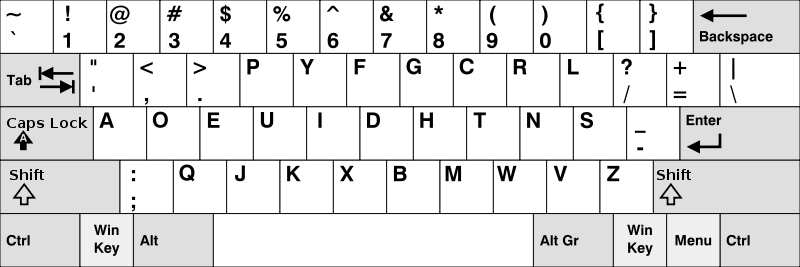 ~ ! @ # $ % ^ & * ( ) { }
` 1 2 3 4 5 6 7 8 9 0 [ ] Backspace
Tab " < > P Y F G C R L ? + |
' , . / = \
Caps Lock A O E U I D H T N S _ Enter
A -
Shift : Q J K X B M W V Z Shift
;
Ctrl Win Key Alt Alt Gr Win Key Menu Ctrl